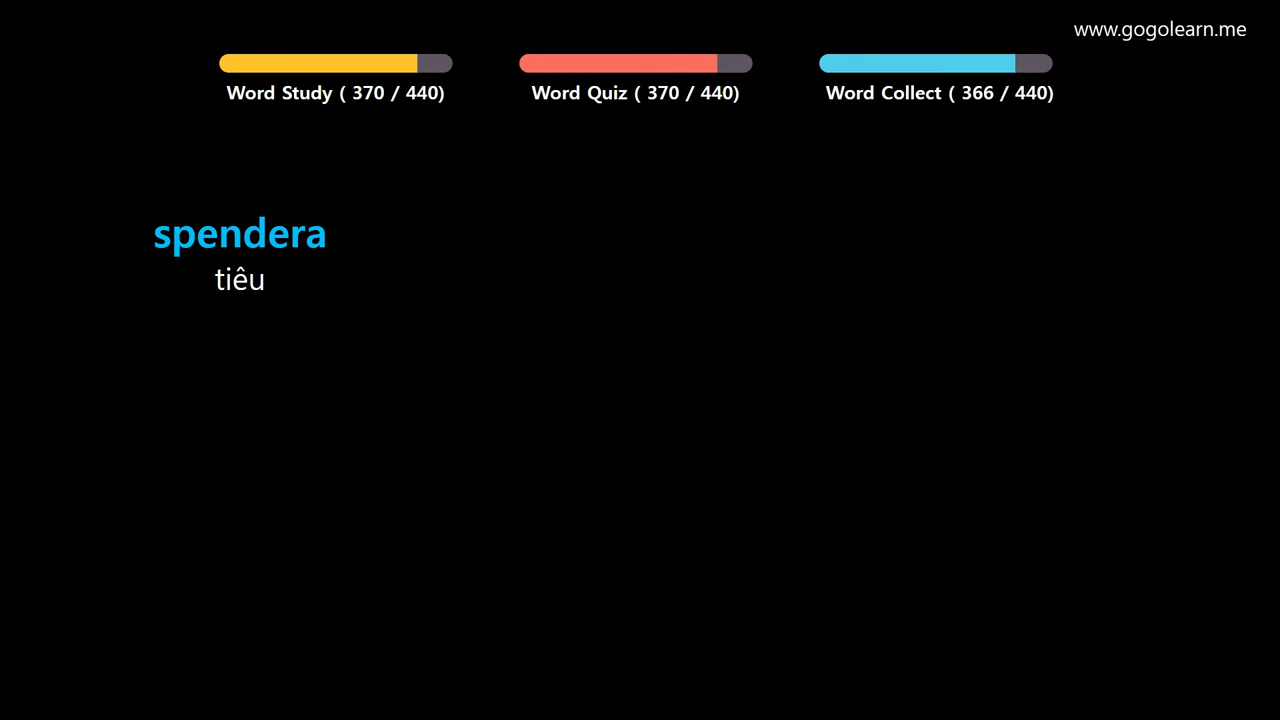 www.gogolearn.me
Word Study ( 370 / 440)
Word Quiz ( 370 / 440)
Word Collect ( 366 / 440)
spendera
tiêu